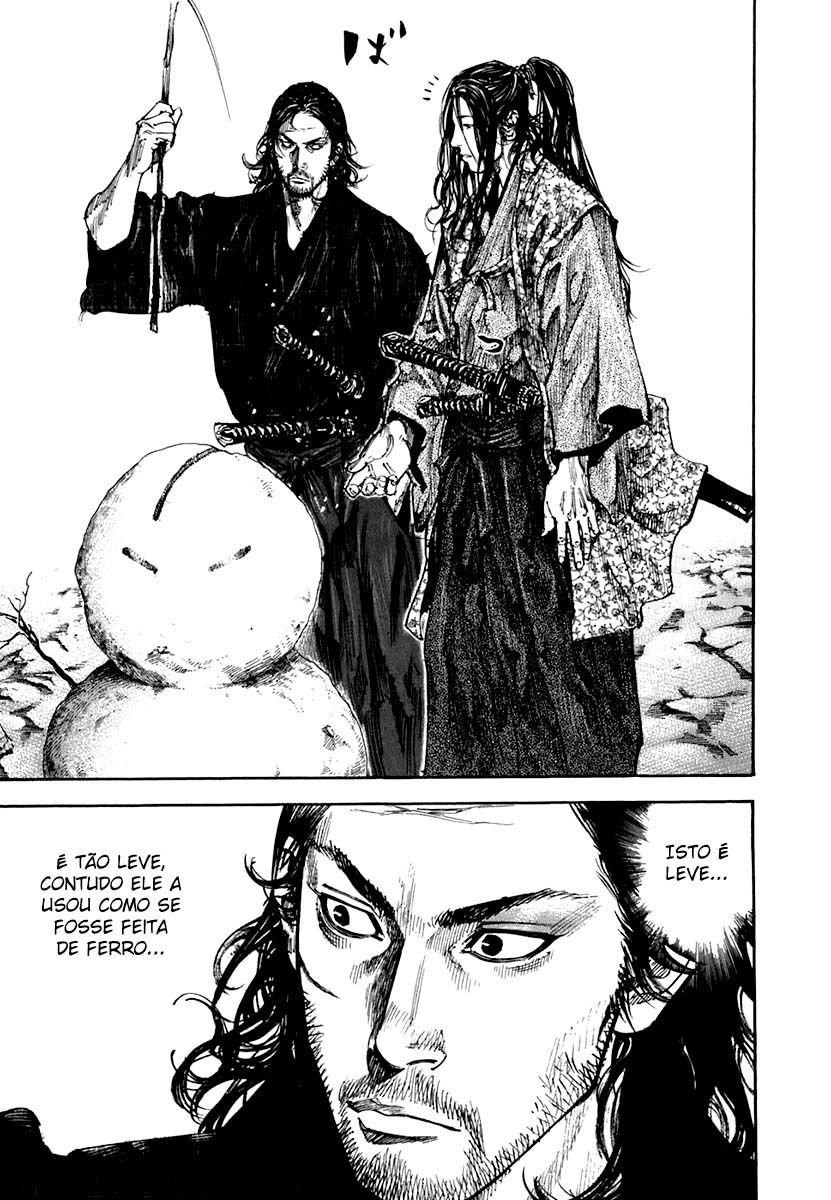 ば
ISTO É
LEVE...
É TÃO LEVE,
CONTUDO ELE A
USOU COMO SE
FOSSE FEITA
DE FERRO...